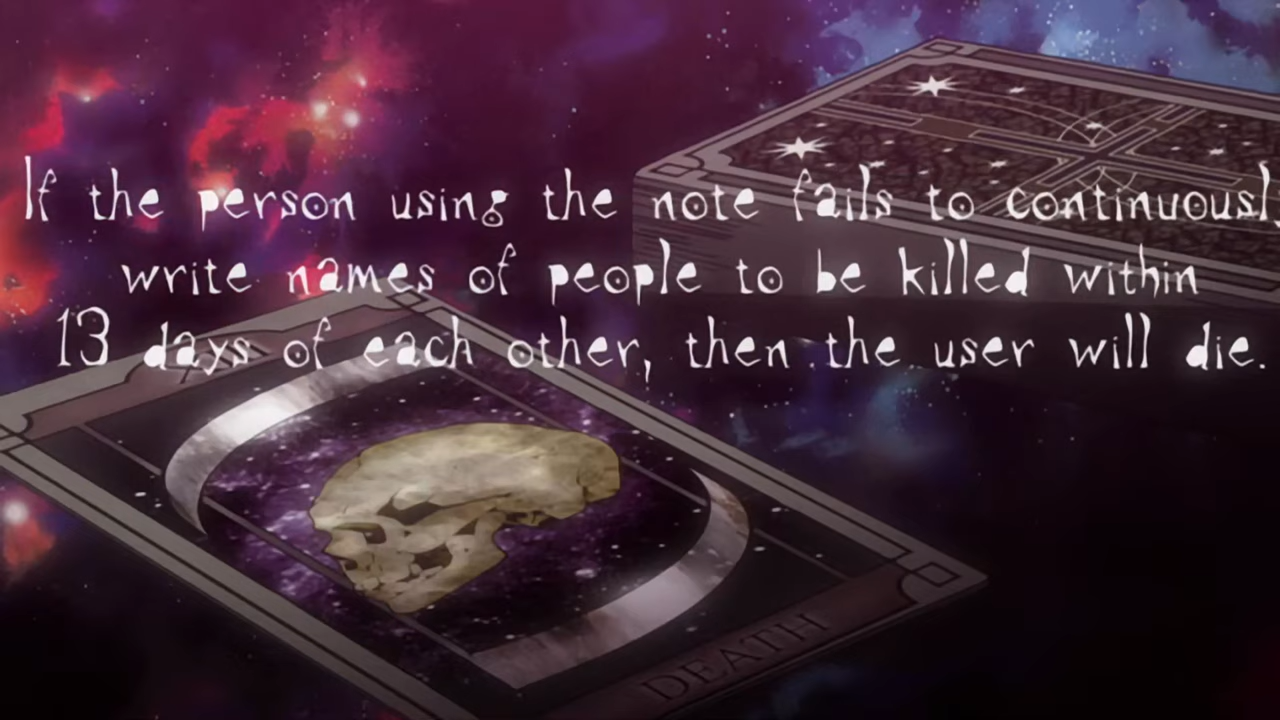 If the person using the note fails to continuously
write names of people to be killed within
13 days of each other, then the user will die.
DEATH